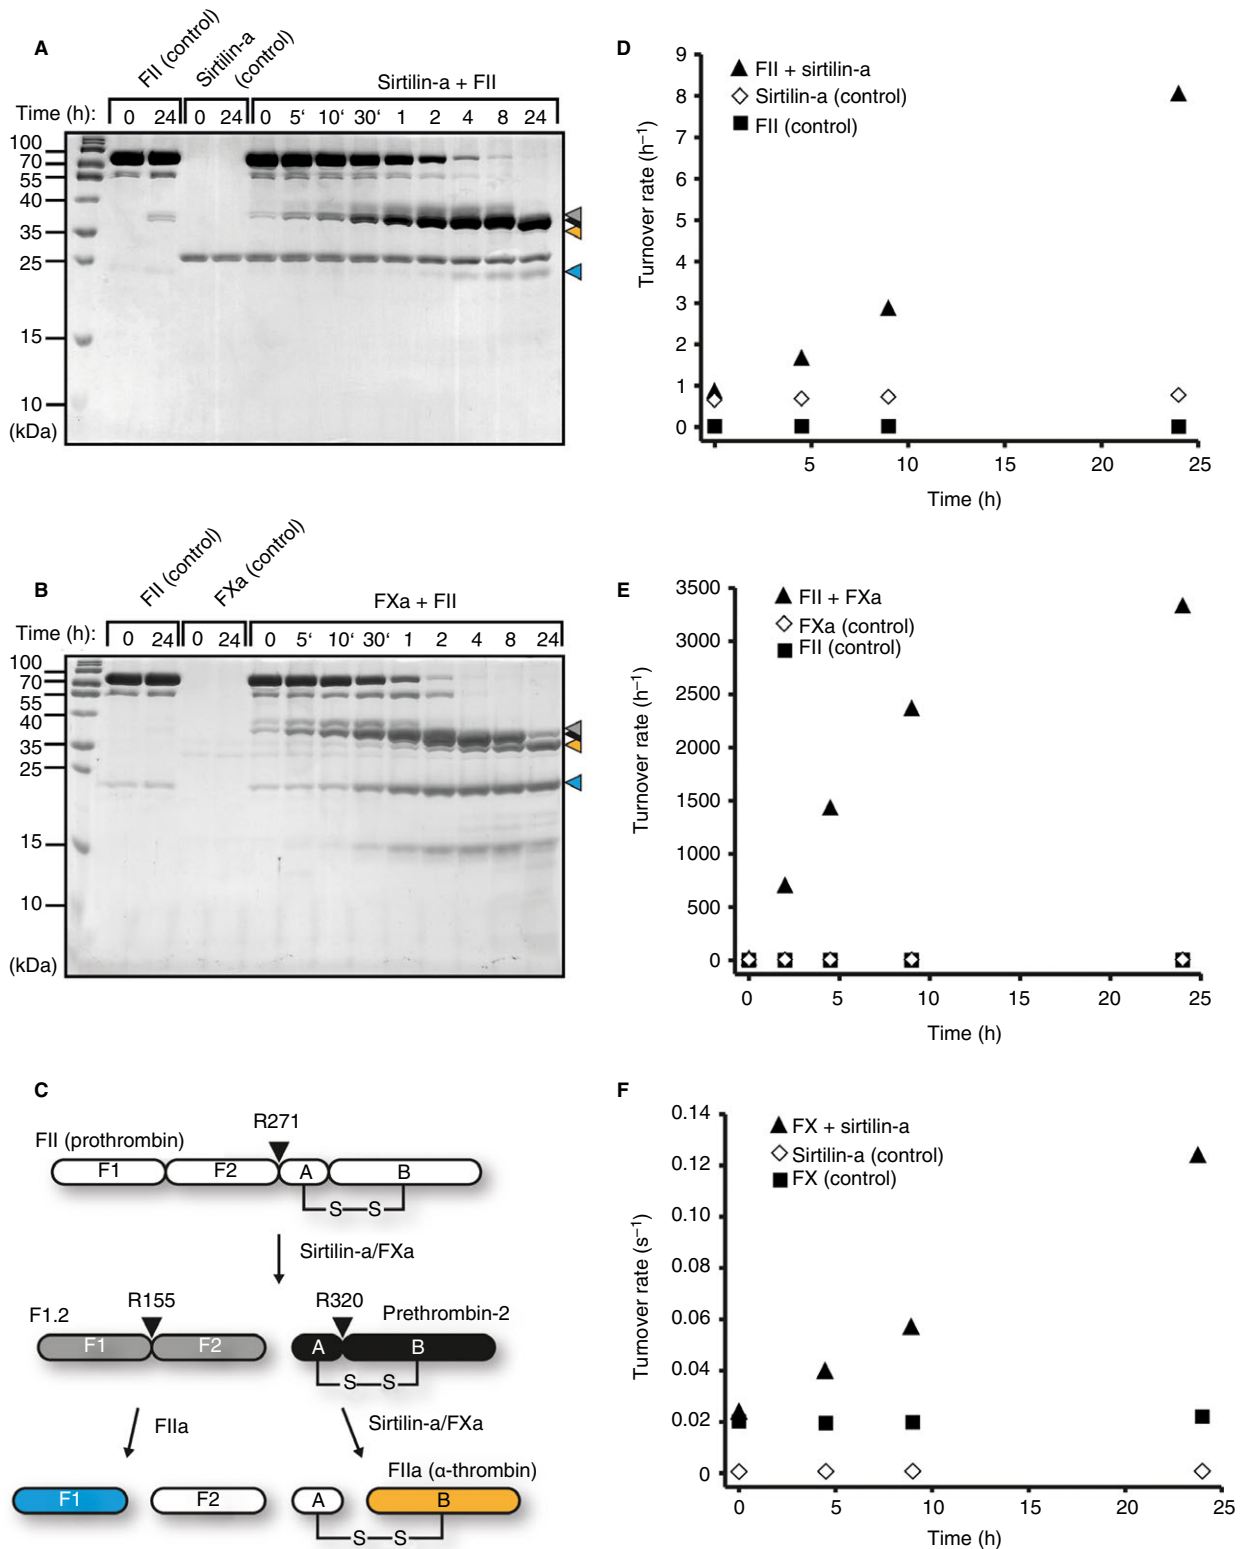 A
FII (control)
Sirtilin-a
(control)
Sirtilin-a + FII
Time (h): 0 24 0 24 0 5‘ 10‘ 30‘ 1 2 4 8 24
100
70
55
40
35
25
15
10
(kDa)
D
FII + sirtilin-a
Sirtilin-a (control)
FII (control)
Turnover rate (h⁻¹)
9
8
7
6
5
4
3
2
1
0
5 10 15 20 25
Time (h)
B
FII (control)
FXa (control)
FXa + FII
Time (h): 0 24 0 24 0 5‘ 10‘ 30‘ 1 2 4 8 24
100
70
55
40
35
25
15
10
(kDa)
E
FII + FXa
FXa (control)
FII (control)
Turnover rate (h⁻¹)
3500
3000
2500
2000
1500
1000
500
0
0 5 10 15 20 25
Time (h)
C
R271
FII (prothrombin)
F1 F2 A B
S S
Sirtilin-a/FXa
F1.2 R155 R320 Prethrombin-2
F1 F2 A B
S S
FIIa Sirtilin-a/FXa
FIIa (α-thrombin)
F1 F2 A B
S S
F
FX + sirtilin-a
Sirtilin-a (control)
FX (control)
Turnover rate (s⁻¹)
0.14
0.12
0.10
0.08
0.06
0.04
0.02
0
0 5 10 15 20 25
Time (h)